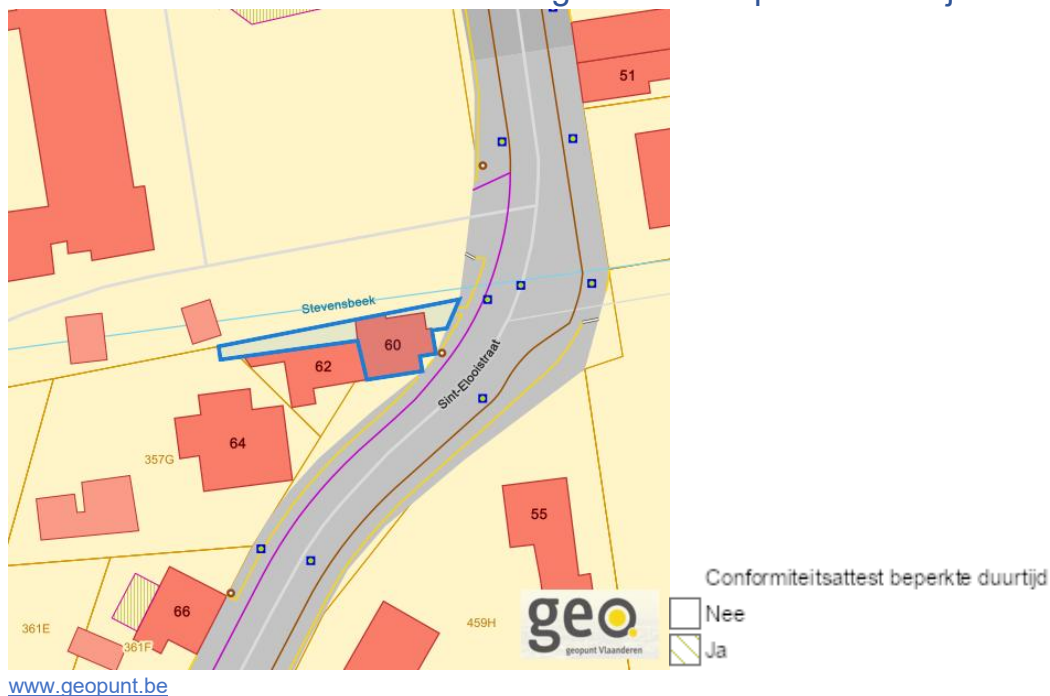 51
Stevensbeek
60
62
Sint-Elooistraat
64
357G
55
Conformiteitsattest beperkte duurtijd
Nee
Ja
geo
geopunt Vlaanderen
66
459H
361E
361F
www.geopunt.be